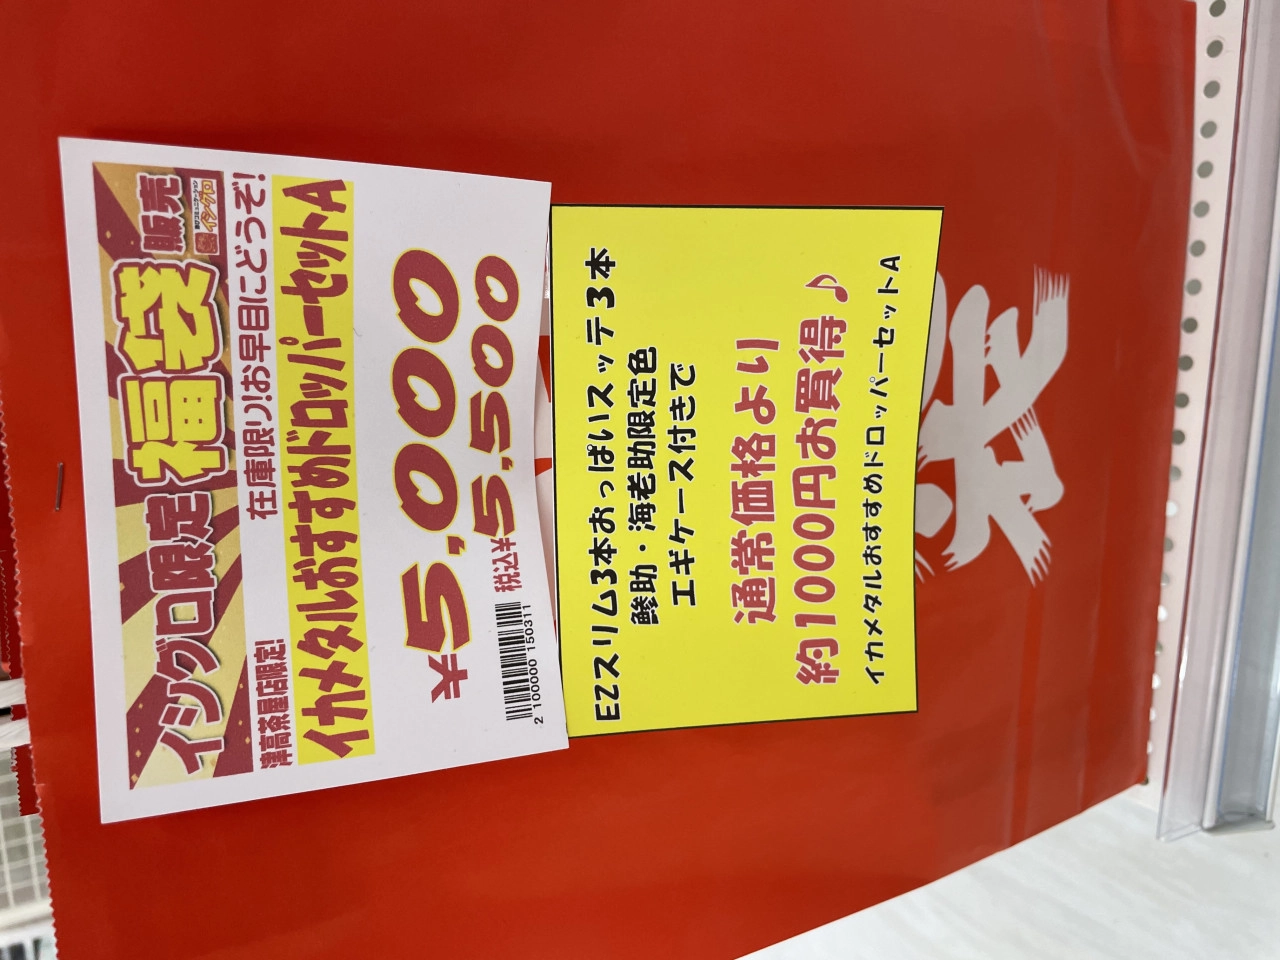 イシグロ限定 福袋 販売
イシグロ
津高茶屋店限定!
在庫限り!お早目にどうぞ!
イカメタルおすすめドロッパーセットA
¥5,000
税込¥5,500
2 100000 150311
EZスリム3本おっぱいスッテ3本
鯵助・海老助限定色
エギケース付きで
通常価格より
約1000円お買得♪
イカメタルおすすめドロッパーセットA
袋